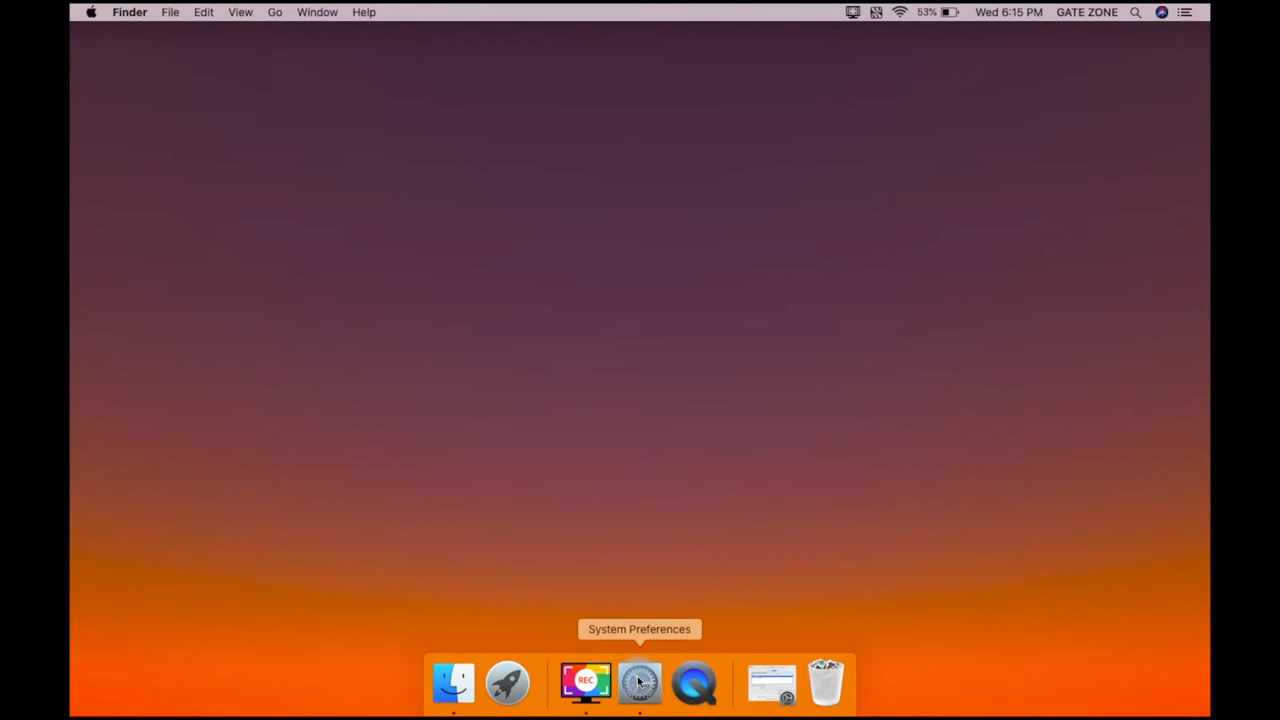 Finder File Edit View Go Window Help 53% Wed 6:15 PM GATE ZONE
System Preferences
REC